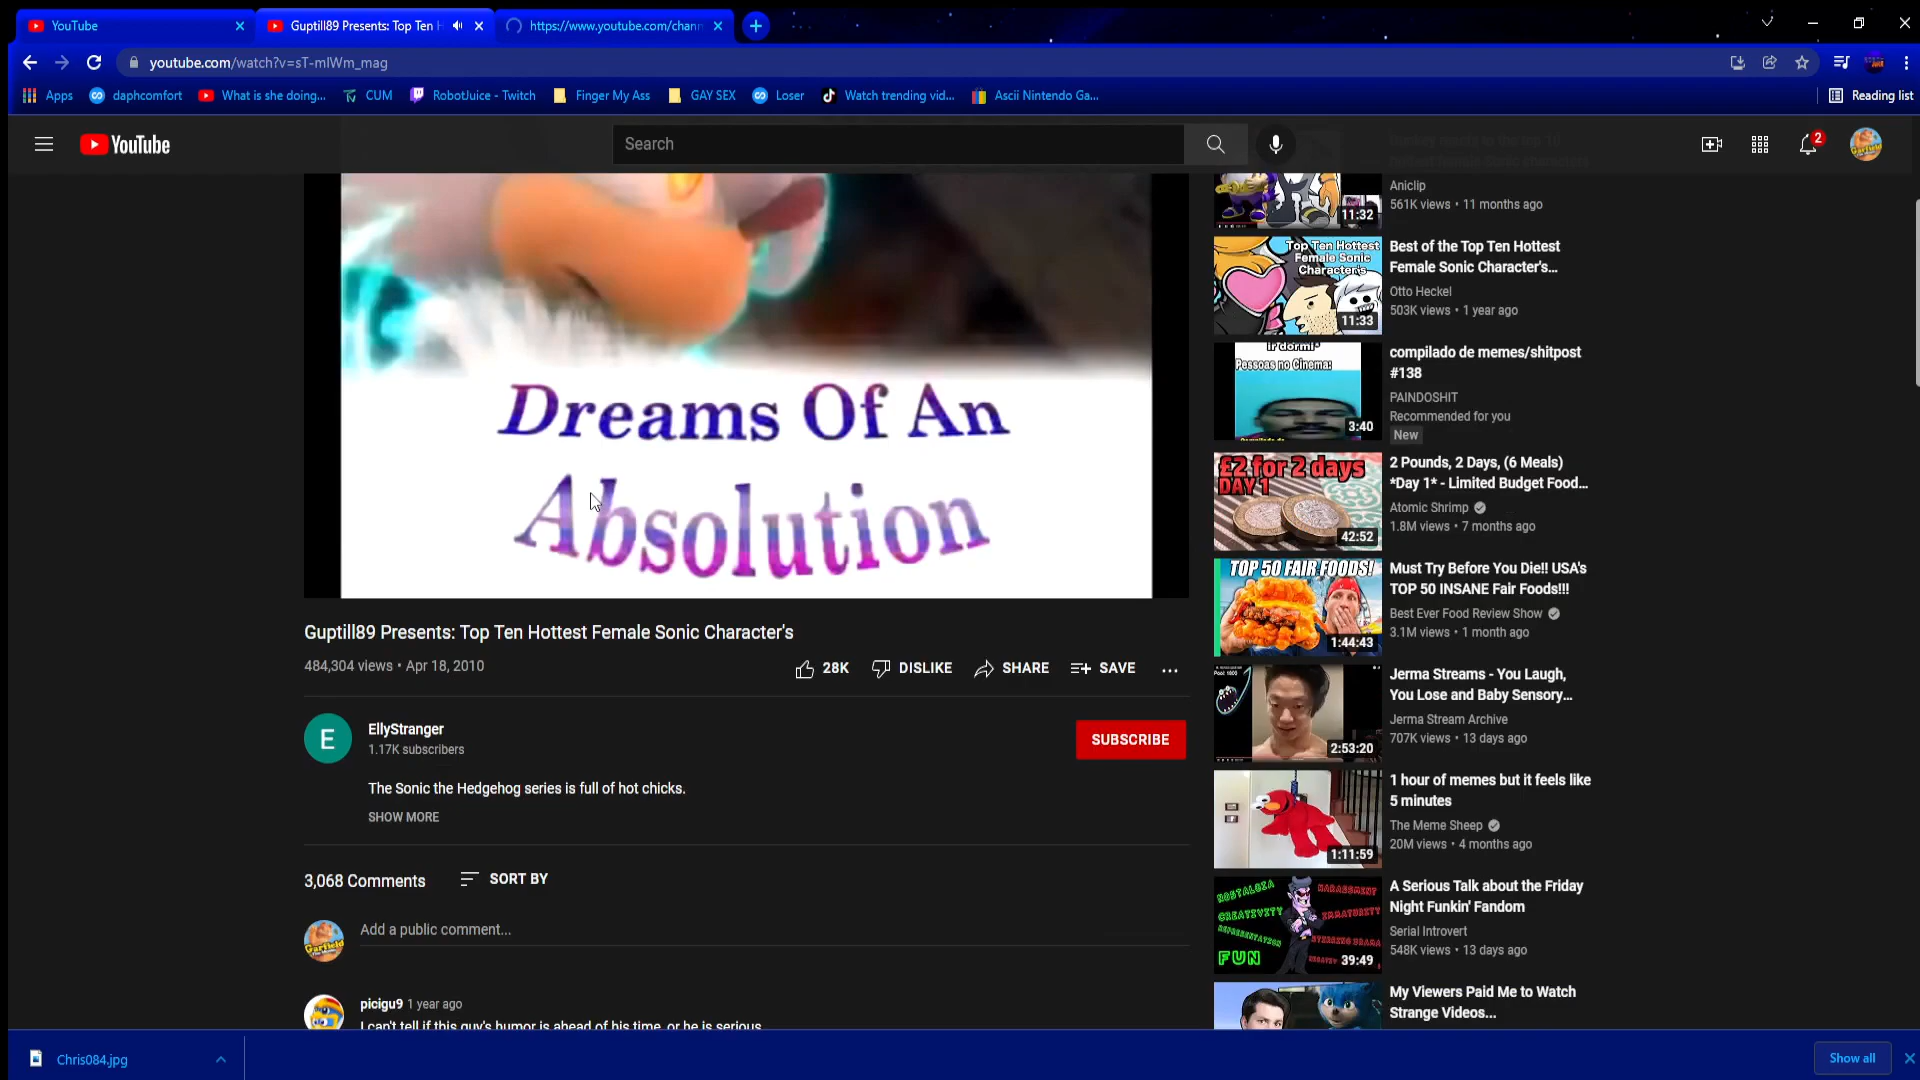 YouTube
Guptill89 Presents: Top Ten H
https://www.youtube.com/chann
youtube.com/watch?v=sT-mlWm_mag
Apps
daphcomfort
What is she doing...
CUM
RobotJuice - Twitch
Finger My Ass
GAY SEX
Loser
Watch trending vid...
Ascii Nintendo Ga...
Reading list
YouTube
Search
2
Dreams Of An
Absolution
Guptill89 Presents: Top Ten Hottest Female Sonic Character's
484,304 views • Apr 18, 2010
28K
DISLIKE
SHARE
SAVE
E
EllyStranger
1.17K subscribers
SUBSCRIBE
The Sonic the Hedgehog series is full of hot chicks.
SHOW MORE
3,068 Comments
SORT BY
Garfield
Add a public comment...
picigu9 1 year ago
I can't tell if this guy's humor is ahead of his time, or he is serious
Aniclip
561K views • 11 months ago
11:32
Top Ten Hottest
Female Sonic
Character's
11:33
Best of the Top Ten Hottest
Female Sonic Character's...
Otto Heckel
503K views • 1 year ago
ir dormi*
Pessoas no Cinema:
3:40
compilado de memes/shitpost
#138
PAINDOSHIT
Recommended for you
New
£2 for 2 days
DAY 1
42:52
2 Pounds, 2 Days, (6 Meals)
*Day 1* - Limited Budget Food...
Atomic Shrimp
1.8M views • 7 months ago
TOP 50 FAIR FOODS!
1:44:43
Must Try Before You Die!! USA's
TOP 50 INSANE Fair Foods!!!
Best Ever Food Review Show
3.1M views • 1 month ago
2:53:20
Jerma Streams - You Laugh,
You Lose and Baby Sensory...
Jerma Stream Archive
707K views • 13 days ago
1:11:59
1 hour of memes but it feels like
5 minutes
The Meme Sheep
20M views • 4 months ago
NOSTALGIA
CREATIVITY
REPRESENTATION
FUN
HARASSMENT
IMMATURITY
39:49
A Serious Talk about the Friday
Night Funkin' Fandom
Serial Introvert
548K views • 13 days ago
My Viewers Paid Me to Watch
Strange Videos...
Chris084.jpg
Show all